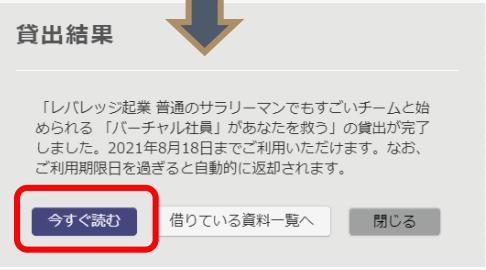 貸出結果
「レバレッジ起業 普通のサラリーマンでもすごいチームと始
められる 「バーチャル社員」があなたを救う」の貸出が完了
しました。2021年8月18日までご利用いただけます。なお、
ご利用期限日を過ぎると自動的に返却されます。
今すぐ読む 借りている資料一覧へ 閉じる